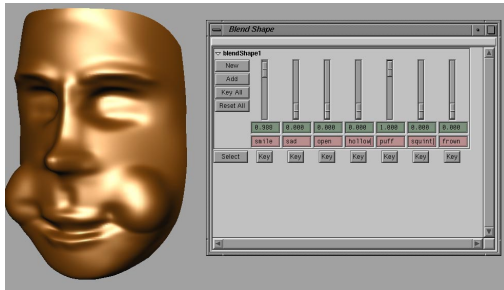 Blend Shape
blendShape1
New
Add
Key All
Reset All
0.988 0.000 0.000 0.000 1.000 0.000 0.000
smile sad open hollow puff squint frown
Select Key Key Key Key Key Key Key